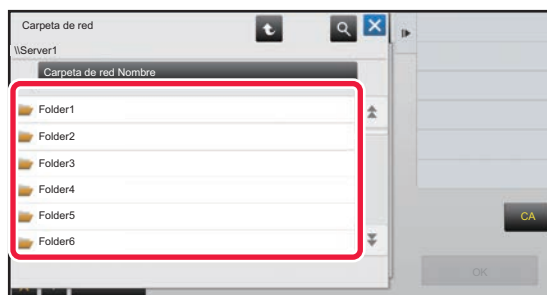 Carpeta de red
\\Server1
Carpeta de red Nombre
Folder1
Folder2
Folder3
Folder4
Folder5
Folder6
CA
OK